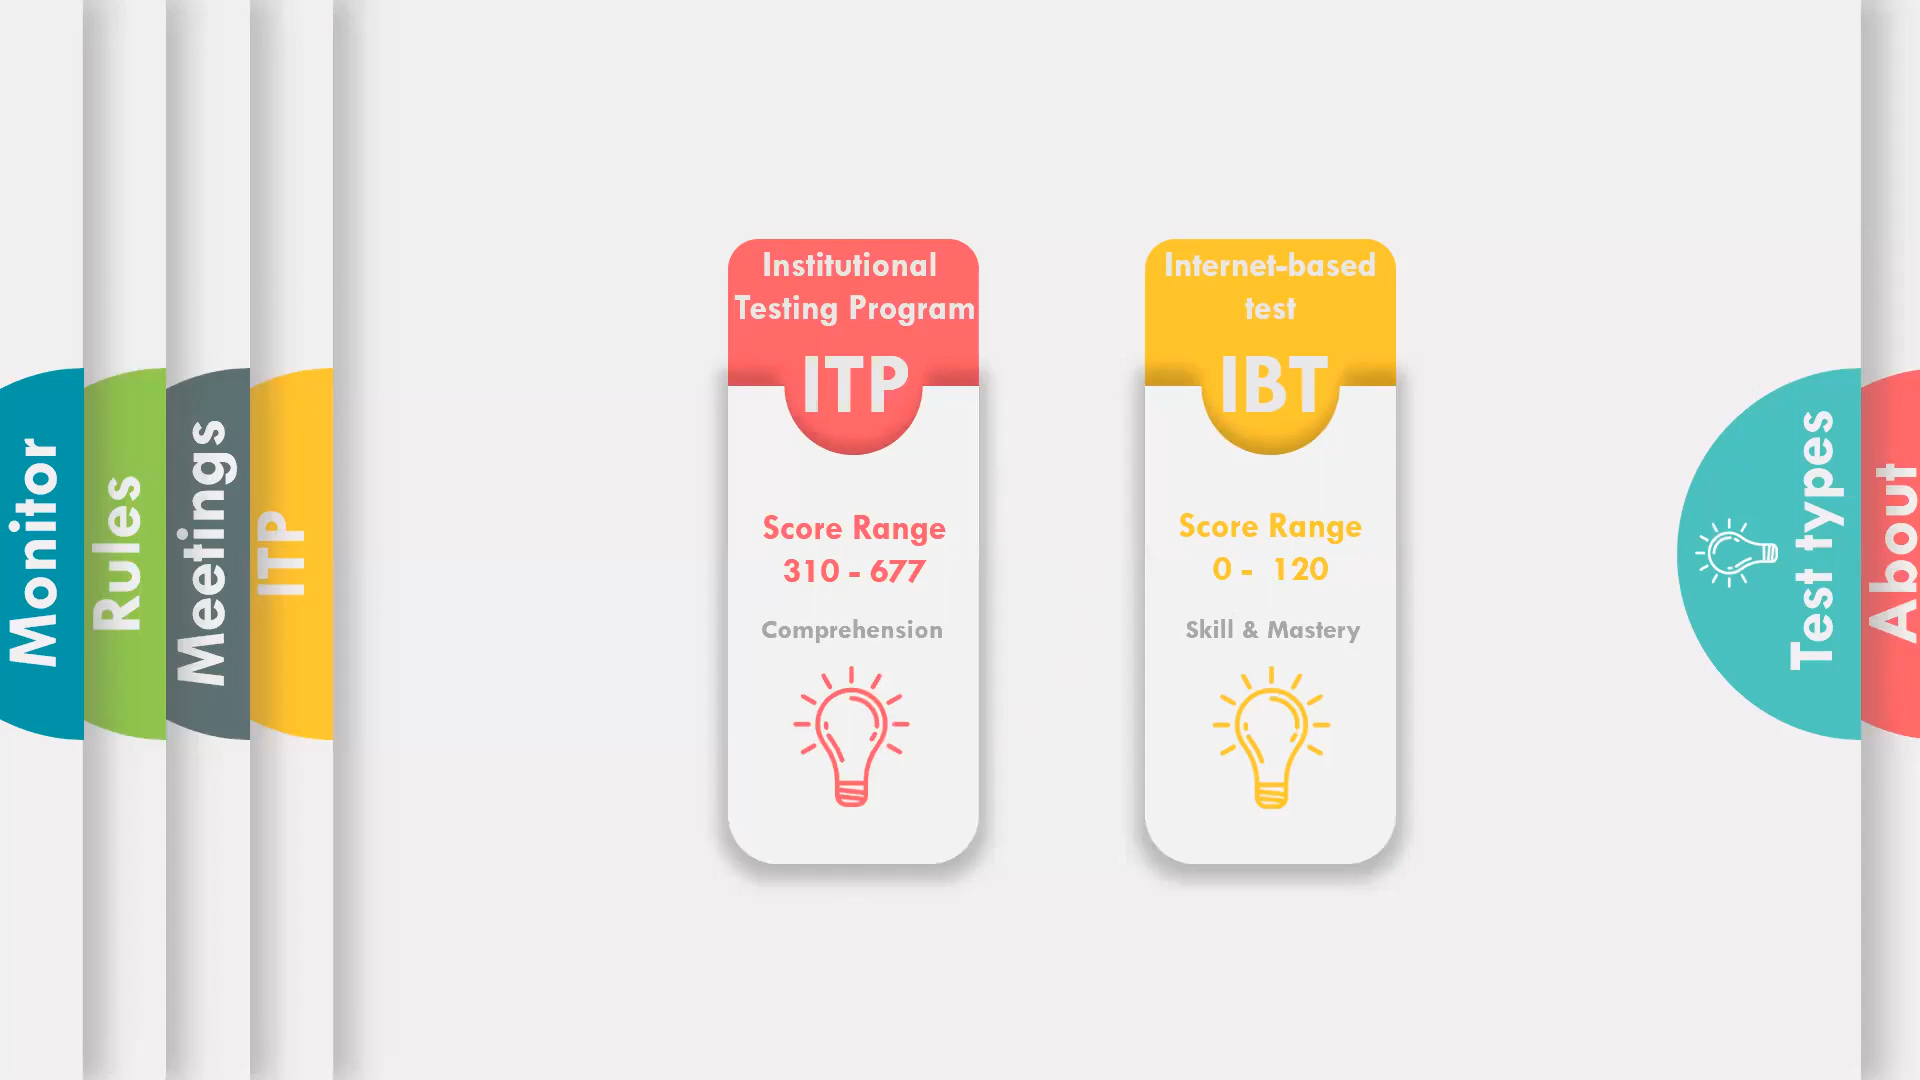 Monitor
Rules
Meetings
ITP
Institutional
Testing Program
ITP
Score Range
310 - 677
Comprehension
Internet-based
test
IBT
Score Range
0 - 120
Skill & Mastery
Test types
About